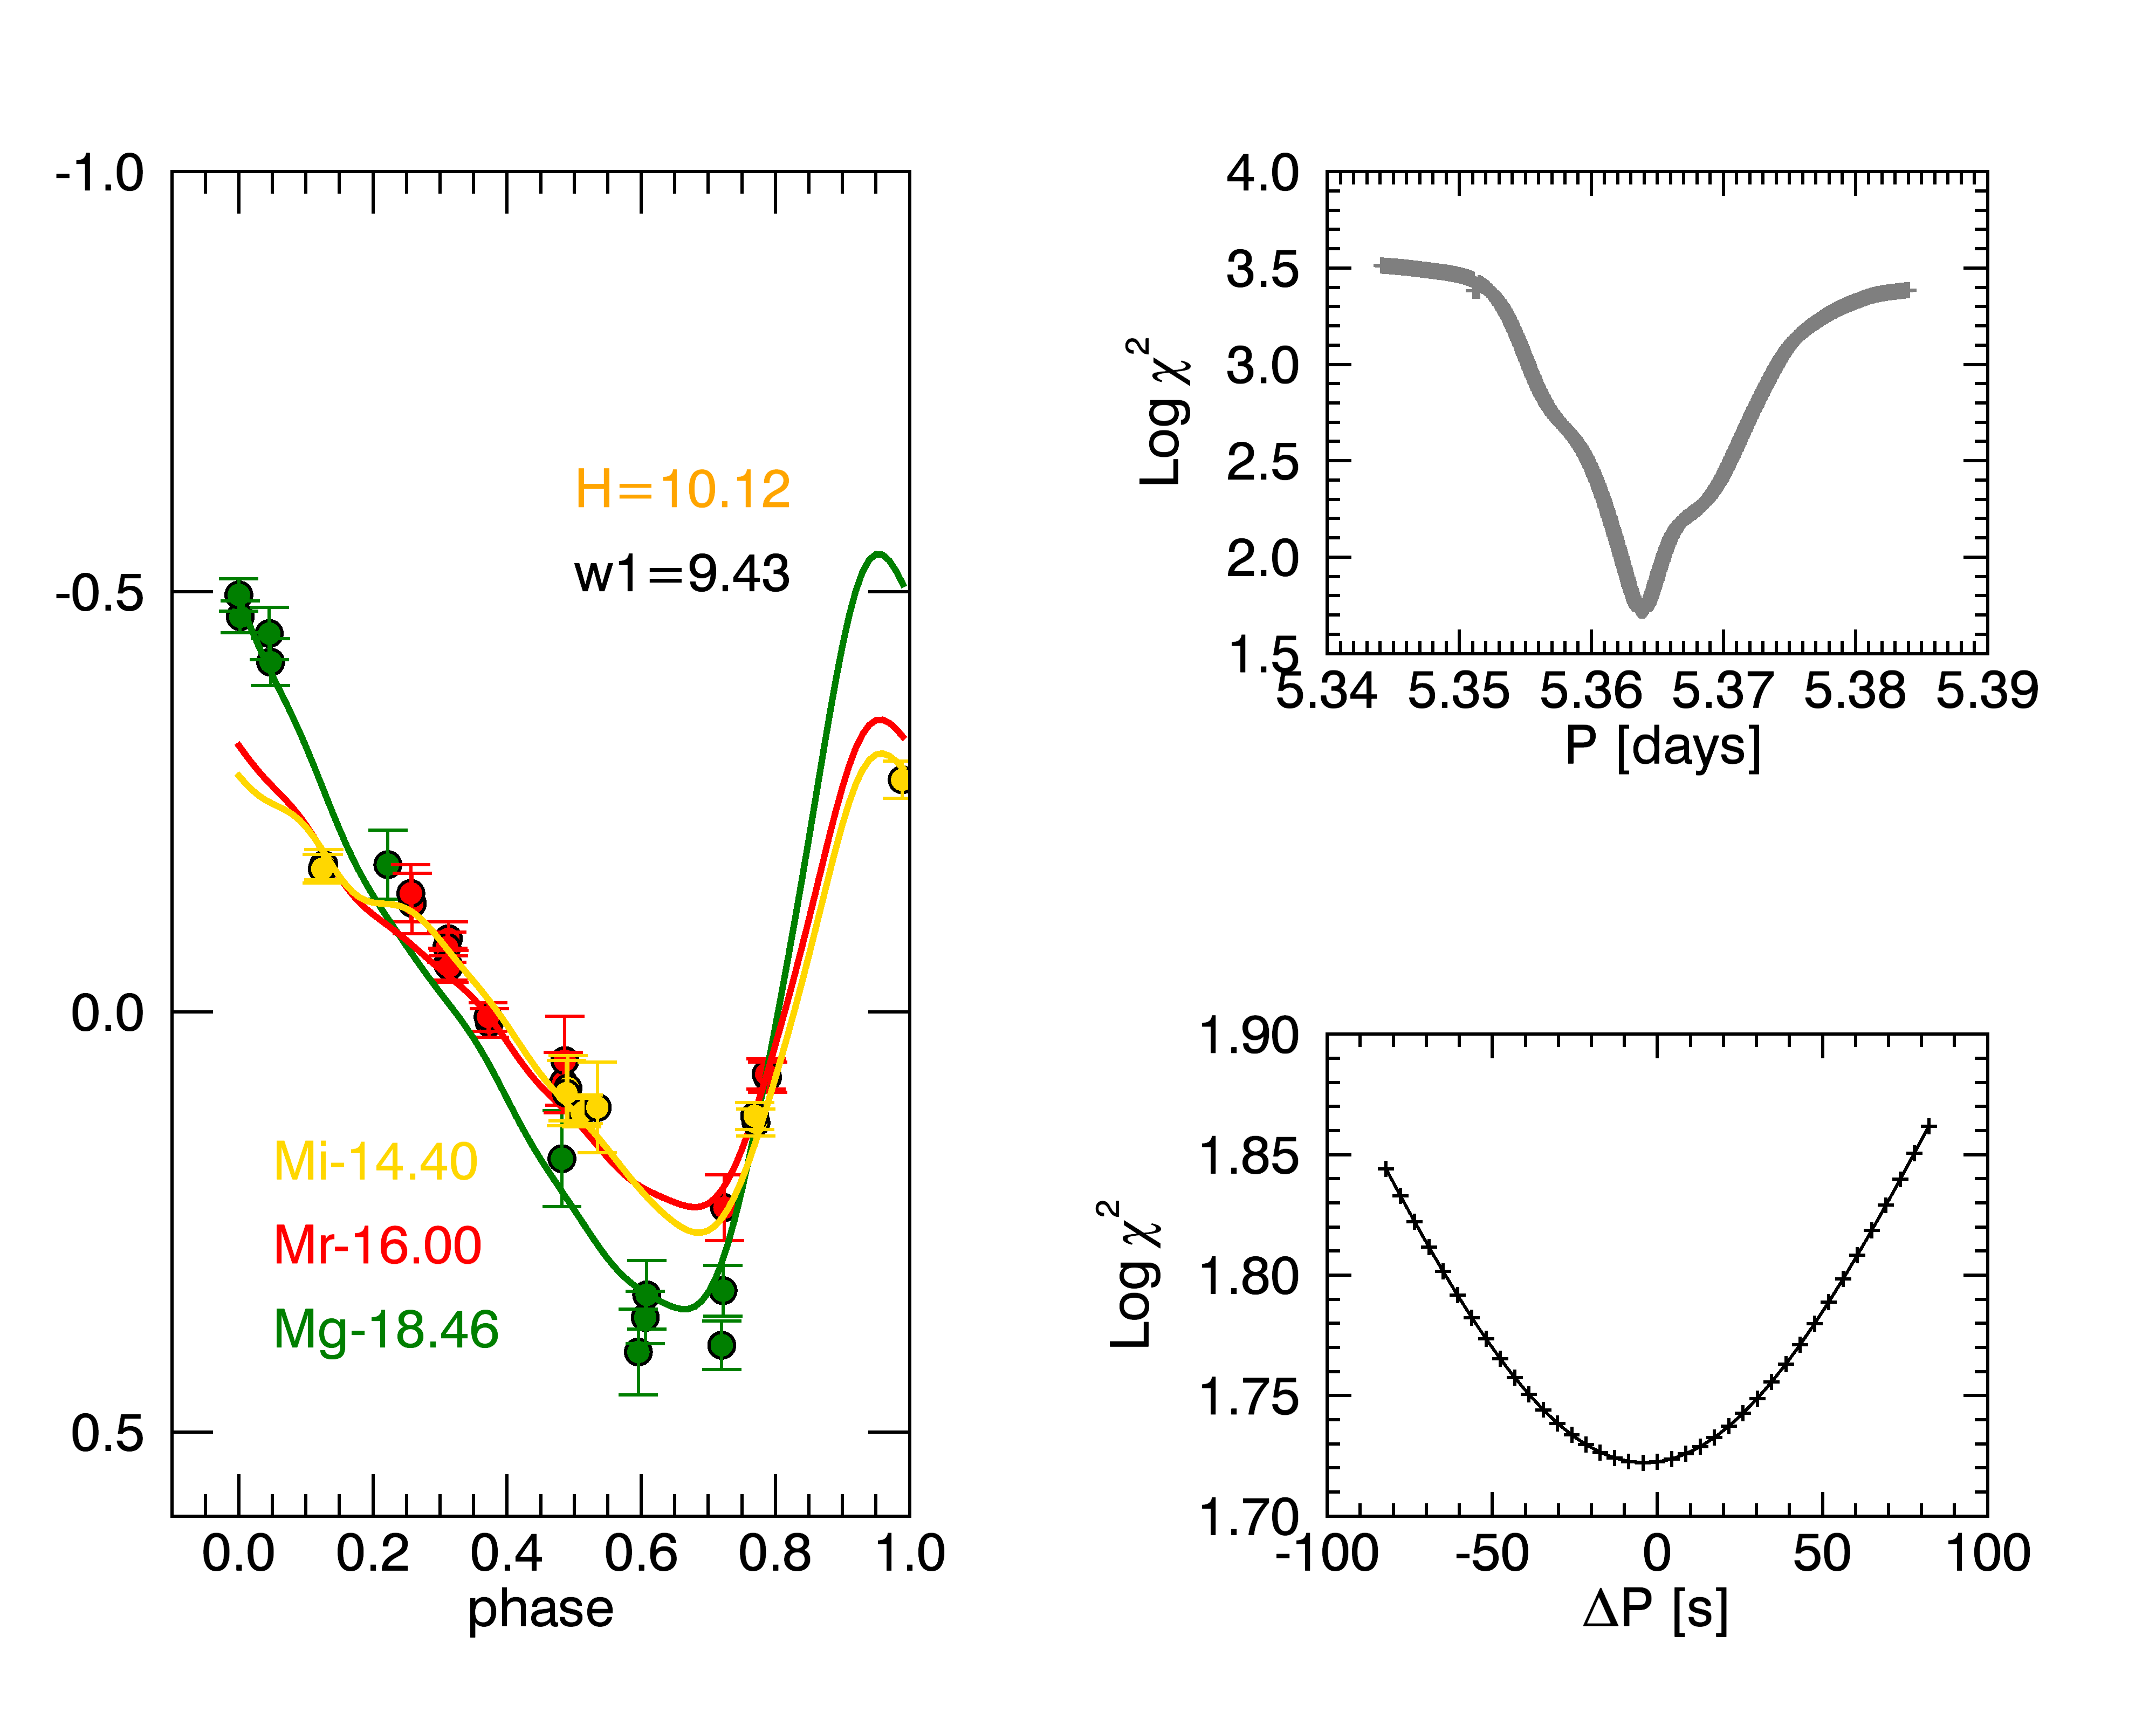 -1.0
-0.5
0.0
0.5
H=10.12
w1=9.43
Mi-14.40
Mr-16.00
Mg-18.46
0.0 0.2 0.4 0.6 0.8 1.0
phase
4.0
3.5
3.0
2.5
2.0
1.5
Log χ²
5.34 5.35 5.36 5.37 5.38 5.39
P [days]
1.90
1.85
1.80
1.75
1.70
Log χ²
-100 -50 0 50 100
ΔP [s]